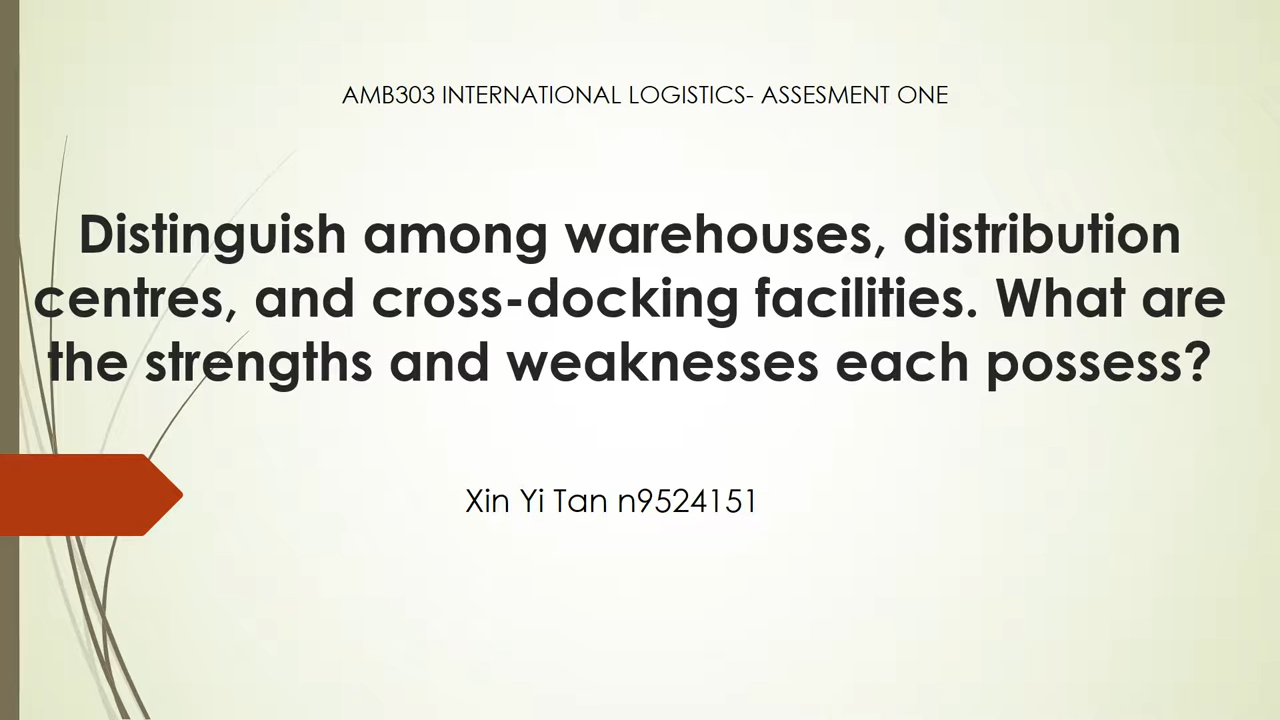 AMB303 INTERNATIONAL LOGISTICS- ASSESMENT ONE
Distinguish among warehouses, distribution
centres, and cross-docking facilities. What are
the strengths and weaknesses each possess?
Xin Yi Tan n9524151